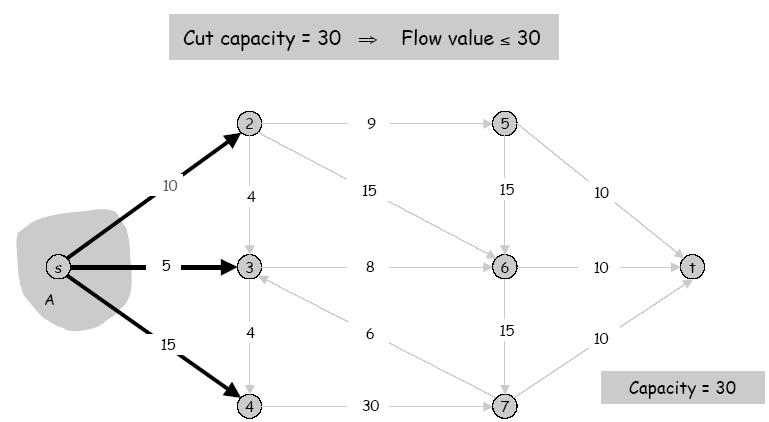 Cut capacity = 30 ⇒ Flow value ≤ 30
2 9 5
10 4 15 15 10
s 5 3 8 6 10 t
A
15 4 6 15 10
4 30 7
Capacity = 30